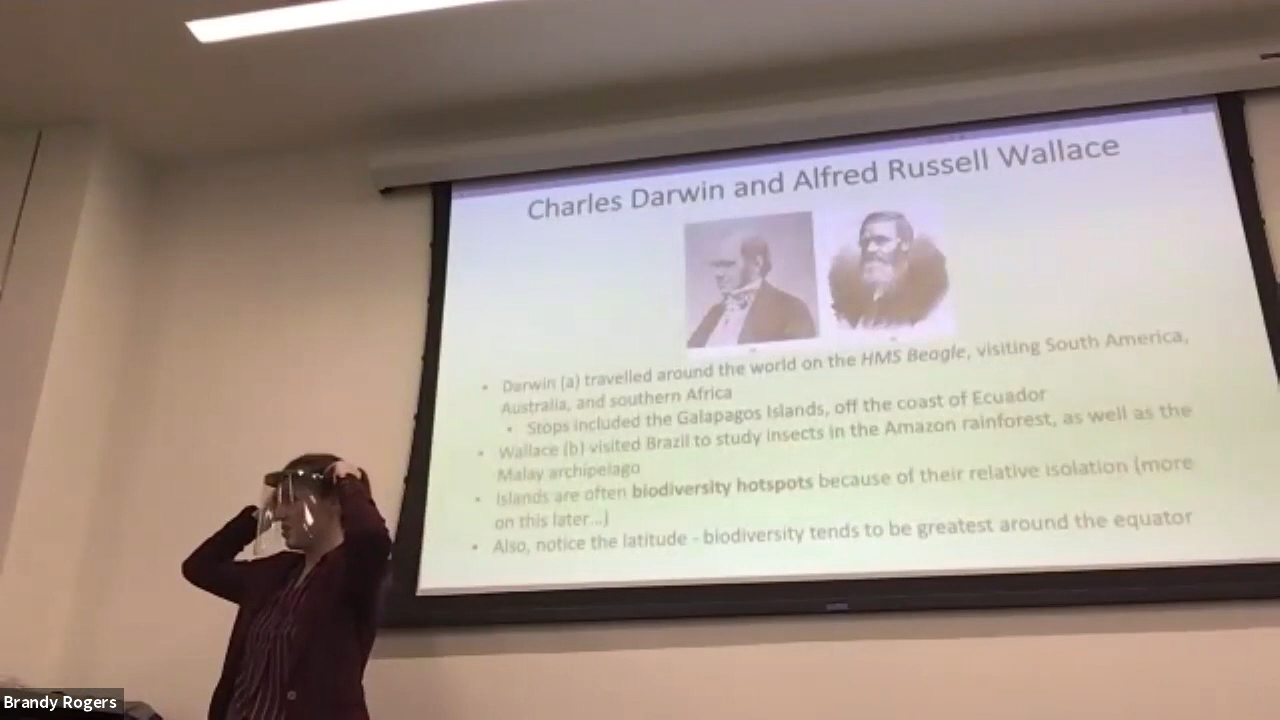 Charles Darwin and Alfred Russell Wallace
• Darwin (a) travelled around the world on the HMS Beagle, visiting South America,
Australia, and southern Africa
• Stops included the Galapagos Islands, off the coast of Ecuador
• Wallace (b) visited Brazil to study insects in the Amazon rainforest, as well as the
Malay archipelago
• Islands are often biodiversity hotspots because of their relative isolation (more
on this later...)
• Also, notice the latitude - biodiversity tends to be greatest around the equator
Brandy Rogers